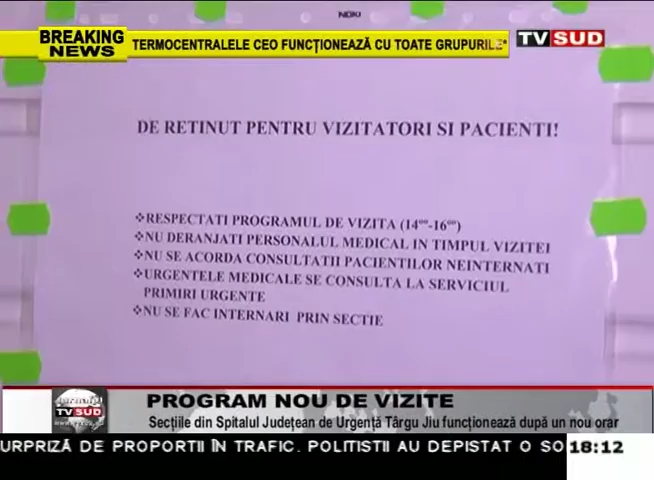 BREAKING
NEWS
TERMOCENTRALELE CEO FUNCȚIONEAZĂ CU TOATE GRUPURILE*
TV SUD
DE RETINUT PENTRU VIZITATORI SI PACIENTI!
❖RESPECTATI PROGRAMUL DE VIZITA (14⁰⁰-16⁰⁰)
❖NU DERANJATI PERSONALUL MEDICAL IN TIMPUL VIZITEI
❖NU SE ACORDA CONSULTATII PACIENTILOR NEINTERNATI
❖URGENTELE MEDICALE SE CONSULTA LA SERVICIUL
PRIMIRI URGENTE
❖NU SE FAC INTERNARI PRIN SECTIE
Jurnalul
TV SUD
PROGRAM NOU DE VIZITE
Secțiile din Spitalul Județean de Urgență Târgu Jiu funcționează după un nou orar
URPRIZĂ DE PROPORTII ÎN TRAFIC. POLITISTII AU DEPISTAT O SO
18:12